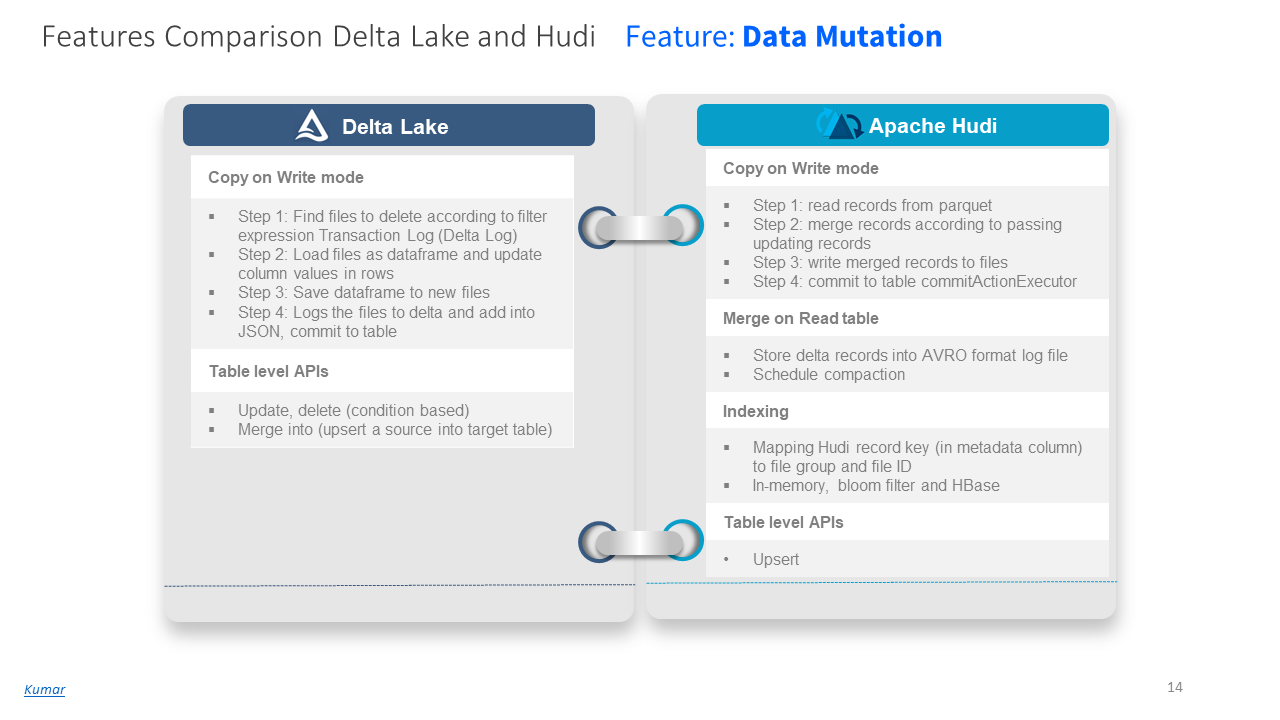 Features Comparison Delta Lake and Hudi Feature: Data Mutation
Delta Lake
Copy on Write mode
▪ Step 1: Find files to delete according to filter
expression Transaction Log (Delta Log)
▪ Step 2: Load files as dataframe and update
column values in rows
▪ Step 3: Save dataframe to new files
▪ Step 4: Logs the files to delta and add into
JSON, commit to table
Table level APIs
▪ Update, delete (condition based)
▪ Merge into (upsert a source into target table)
Apache Hudi
Copy on Write mode
▪ Step 1: read records from parquet
▪ Step 2: merge records according to passing
updating records
▪ Step 3: write merged records to files
▪ Step 4: commit to table commitActionExecutor
Merge on Read table
▪ Store delta records into AVRO format log file
▪ Schedule compaction
Indexing
▪ Mapping Hudi record key (in metadata column)
to file group and file ID
▪ In-memory, bloom filter and HBase
Table level APIs
• Upsert
Kumar
14